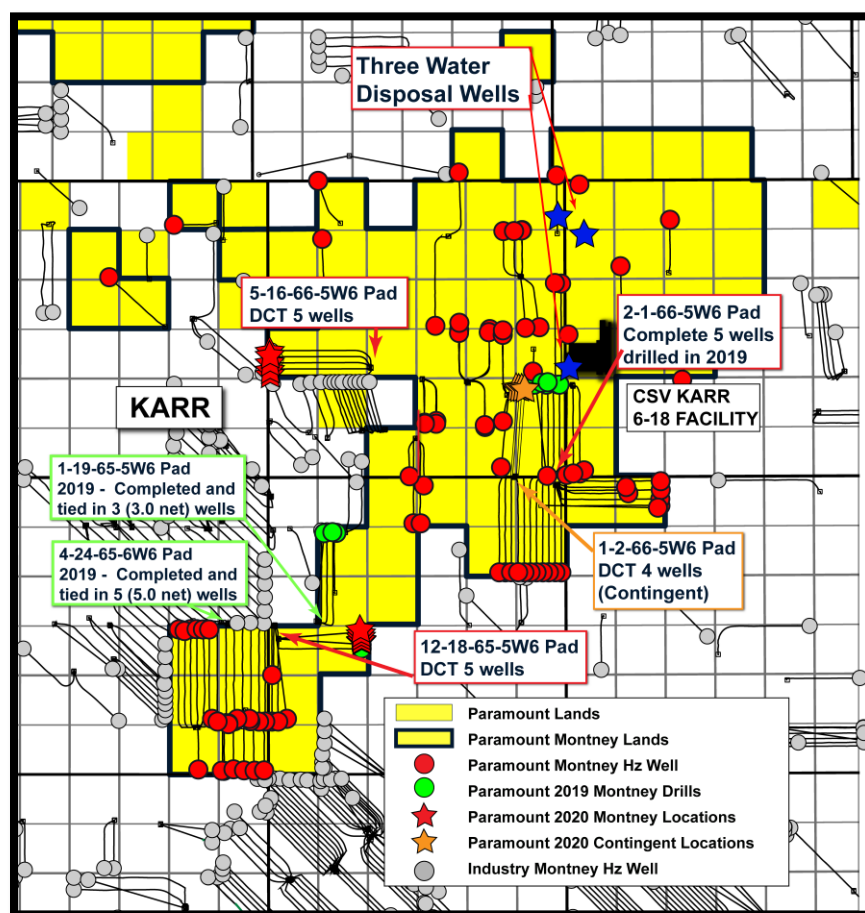 Three Water
Disposal Wells
5-16-66-5W6 Pad
DCT 5 wells
2-1-66-5W6 Pad
Complete 5 wells
drilled in 2019
KARR
CSV KARR
6-18 FACILITY
1-19-65-5W6 Pad
2019 - Completed and
tied in 3 (3.0 net) wells
4-24-65-6W6 Pad
2019 - Completed and
tied in 5 (5.0 net) wells
1-2-66-5W6 Pad
DCT 4 wells
(Contingent)
12-18-65-5W6 Pad
DCT 5 wells
Paramount Lands
Paramount Montney Lands
Paramount Montney Hz Well
Paramount 2019 Montney Drills
Paramount 2020 Montney Locations
Paramount 2020 Contingent Locations
Industry Montney Hz Well